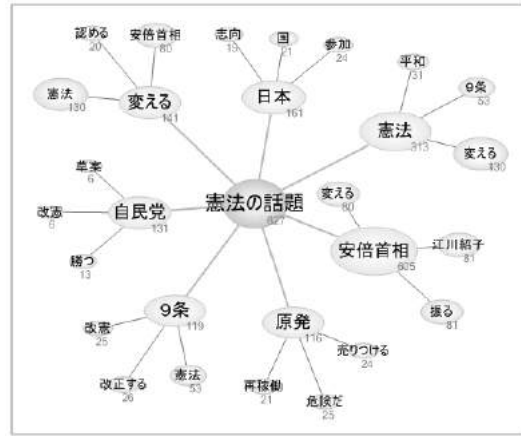 認める
20
安倍首相
80
憲法
130
変える
141
志向
19
国
21
参加
24
日本
161
平和
31
9条
53
憲法
313
変える
130
草案
6
改憲
6
自民党
131
勝つ
13
憲法の話題
627
変える
80
安倍首相
605
江川紹子
81
振る
81
9条
119
改憲
25
改正する
26
憲法
53
原発
116
売りつける
24
再稼働
21
危険だ
25